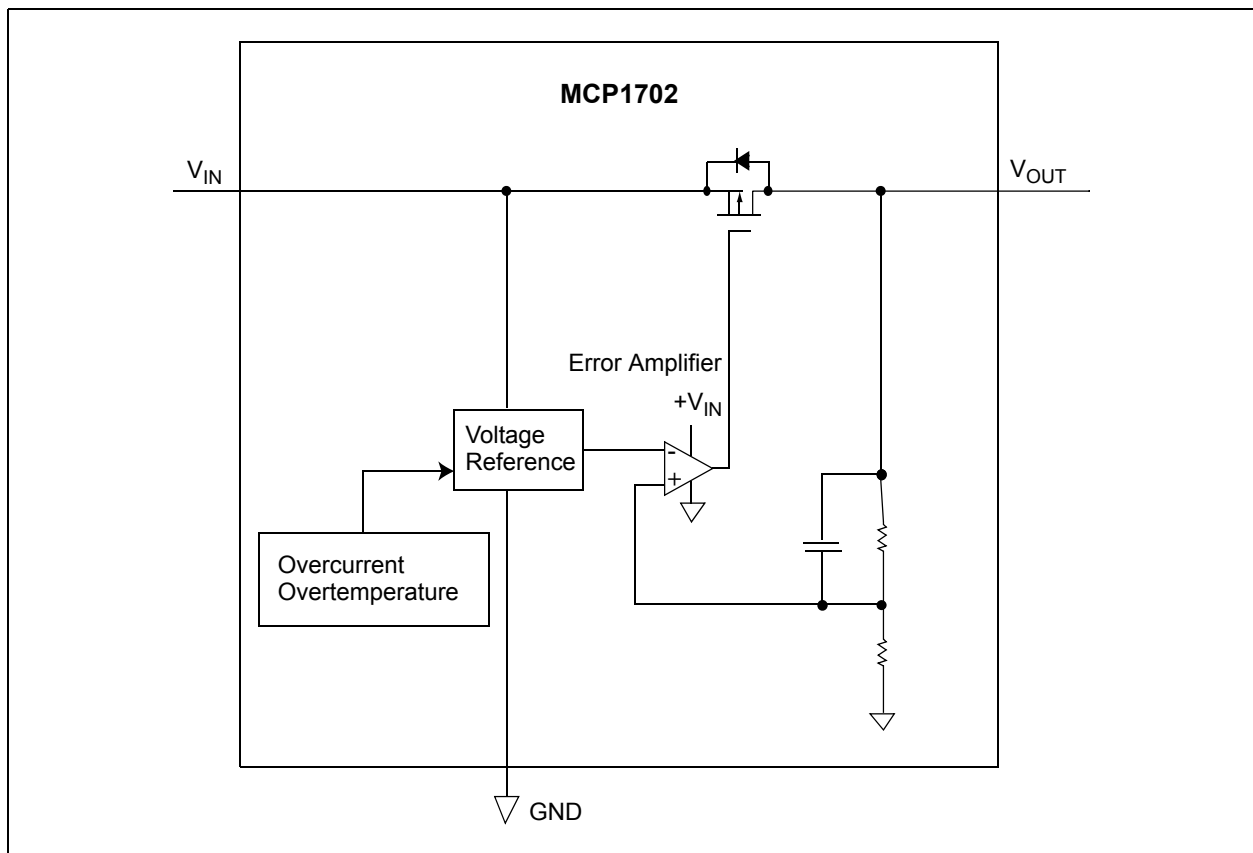 MCP1702
V_IN
V_OUT
Error Amplifier
+V_IN
Voltage
Reference
-
+
Overcurrent
Overtemperature
GND